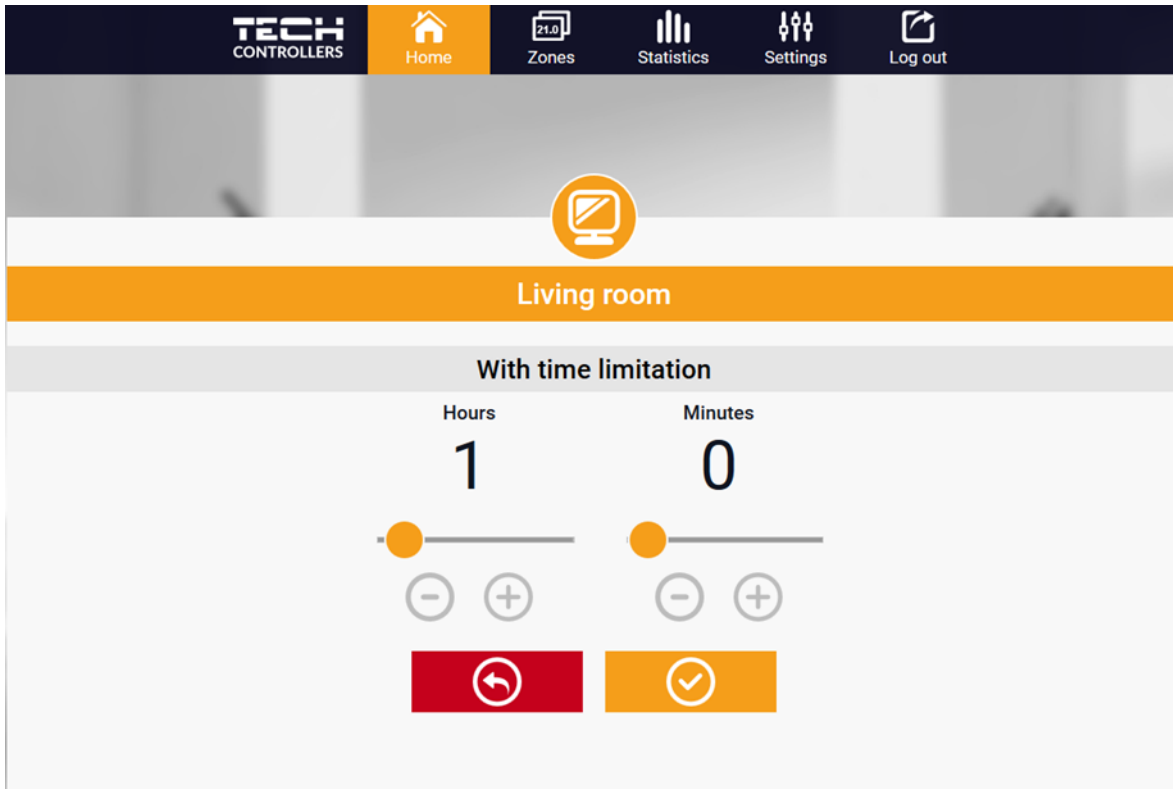 TECH
CONTROLLERS
Home
21.0
Zones
Statistics
Settings
Log out
Living room
With time limitation
Hours
Minutes
1
0